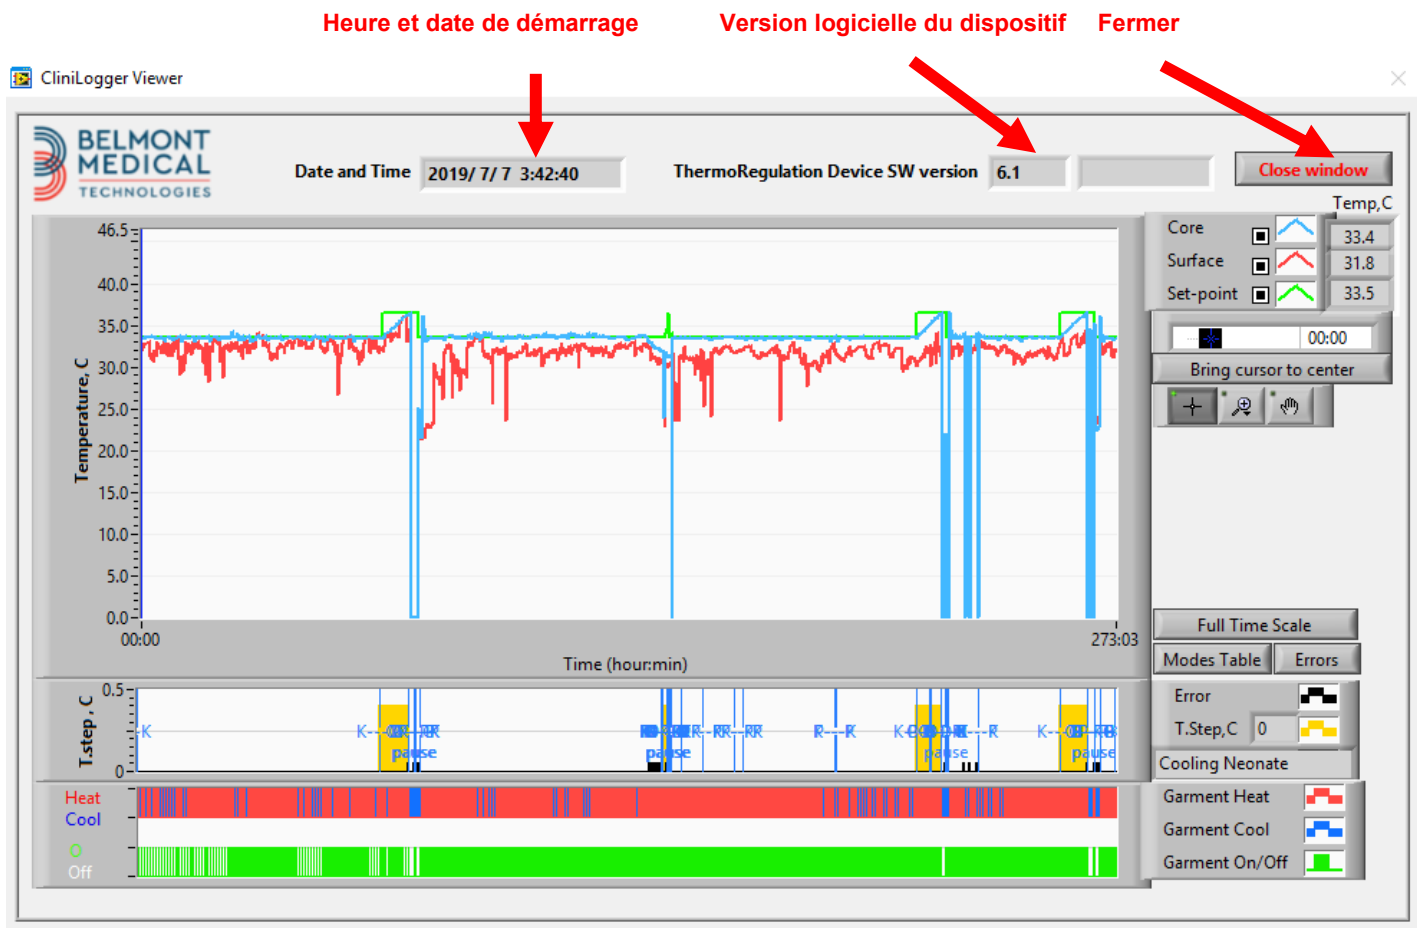 Heure et date de démarrage Version logicielle du dispositif Fermer
CliniLogger Viewer
BELMONT
MEDICAL
TECHNOLOGIES
Date and Time 2019/ 7/ 7 3:42:40 ThermoRegulation Device SW version 6.1 Close window
Temp,C
Core 33.4
Surface 31.8
Set-point 33.5
00:00
Bring cursor to center
Temperature, C
46.5
40.0
35.0
30.0
25.0
20.0
15.0
10.0
5.0
0.0
00:00 273:03
Time (hour:min)
Full Time Scale
Modes Table Errors
T.step, C
0.5
0
K
pause pause pause pause
Error
T.Step,C 0
Cooling Neonate
Heat
Cool
O
Off
Garment Heat
Garment Cool
Garment On/Off